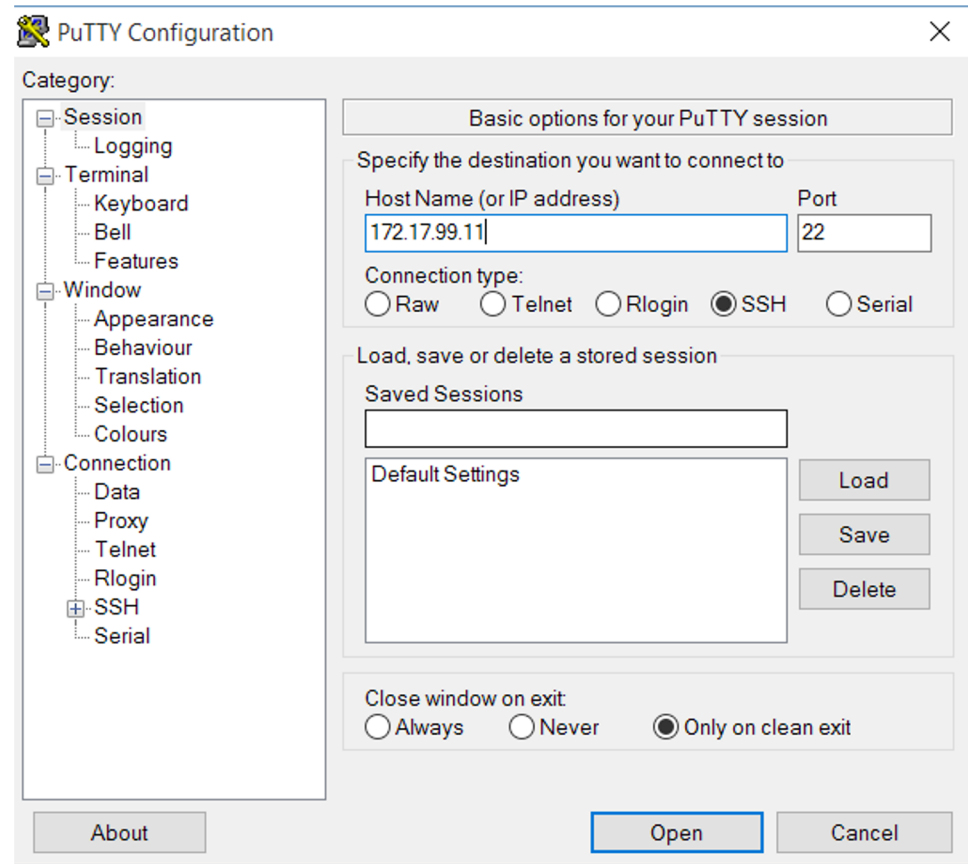 PuTTY Configuration
Category:
Session
Logging
Terminal
Keyboard
Bell
Features
Window
Appearance
Behaviour
Translation
Selection
Colours
Connection
Data
Proxy
Telnet
Rlogin
SSH
Serial
Basic options for your PuTTY session
Specify the destination you want to connect to
Host Name (or IP address) Port
172.17.99.11 22
Connection type:
Raw Telnet Rlogin SSH Serial
Load, save or delete a stored session
Saved Sessions
Default Settings
Load
Save
Delete
Close window on exit:
Always Never Only on clean exit
About Open Cancel